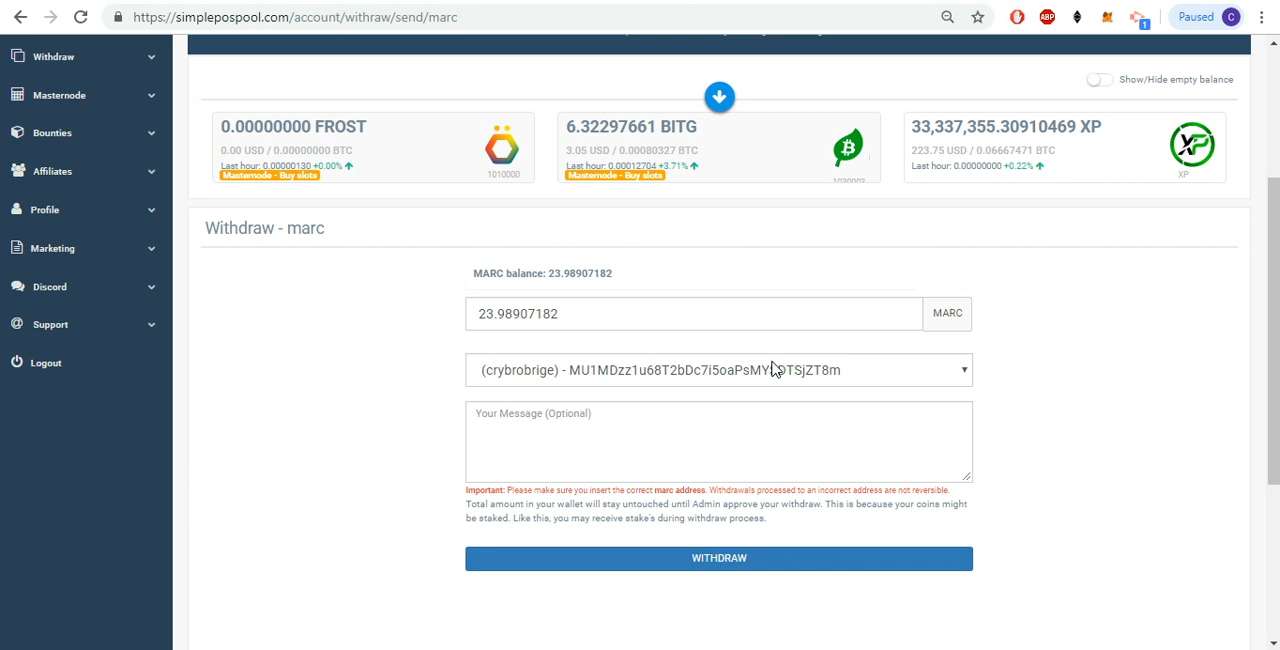 https://simplepospool.com/account/withraw/send/marc
ABP
1
Paused C
Withdraw
Masternode
Bounties
Affiliates
Profile
Marketing
Discord
Support
Logout
Show/Hide empty balance
0.00000000 FROST
0.00 USD / 0.00000000 BTC
Last hour: 0.00000130 +0.00%
Masternode - Buy slots
1010000
6.32297661 BITG
3.05 USD / 0.00080327 BTC
Last hour: 0.00012704 +3.71%
Masternode - Buy slots
33,337,355.30910469 XP
223.75 USD / 0.06667471 BTC
Last hour: 0.00000000 +0.22%
XP
XP
Withdraw - marc
MARC balance: 23.98907182
23.98907182
MARC
(crybrobrige) -
Your Message (Optional)
Important: Please make sure you insert the correct marc address. Withdrawals processed to an incorrect address are not reversible.
Total amount in your wallet will stay untouched until Admin approve your withdraw. This is because your coins might
be staked. Like this, you may receive stake's during withdraw process.
WITHDRAW